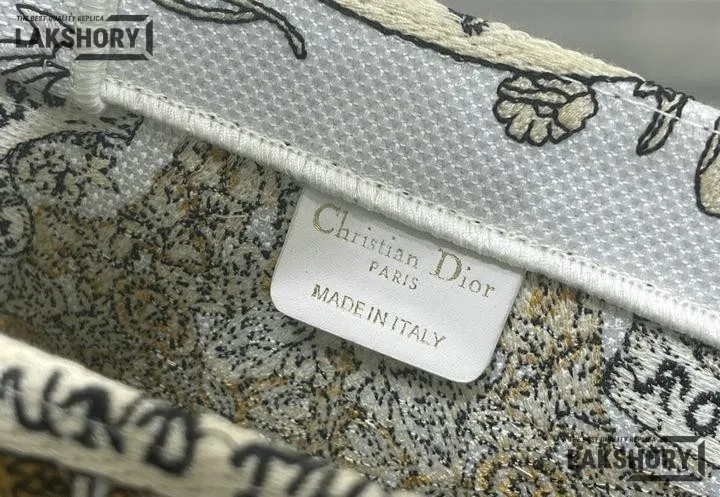 THE BEST QUALITY REPLICA
LAKSHORY
Christian Dior
PARIS
MADE IN ITALY
THE BEST QUALITY REPLICA
LAKSHORY